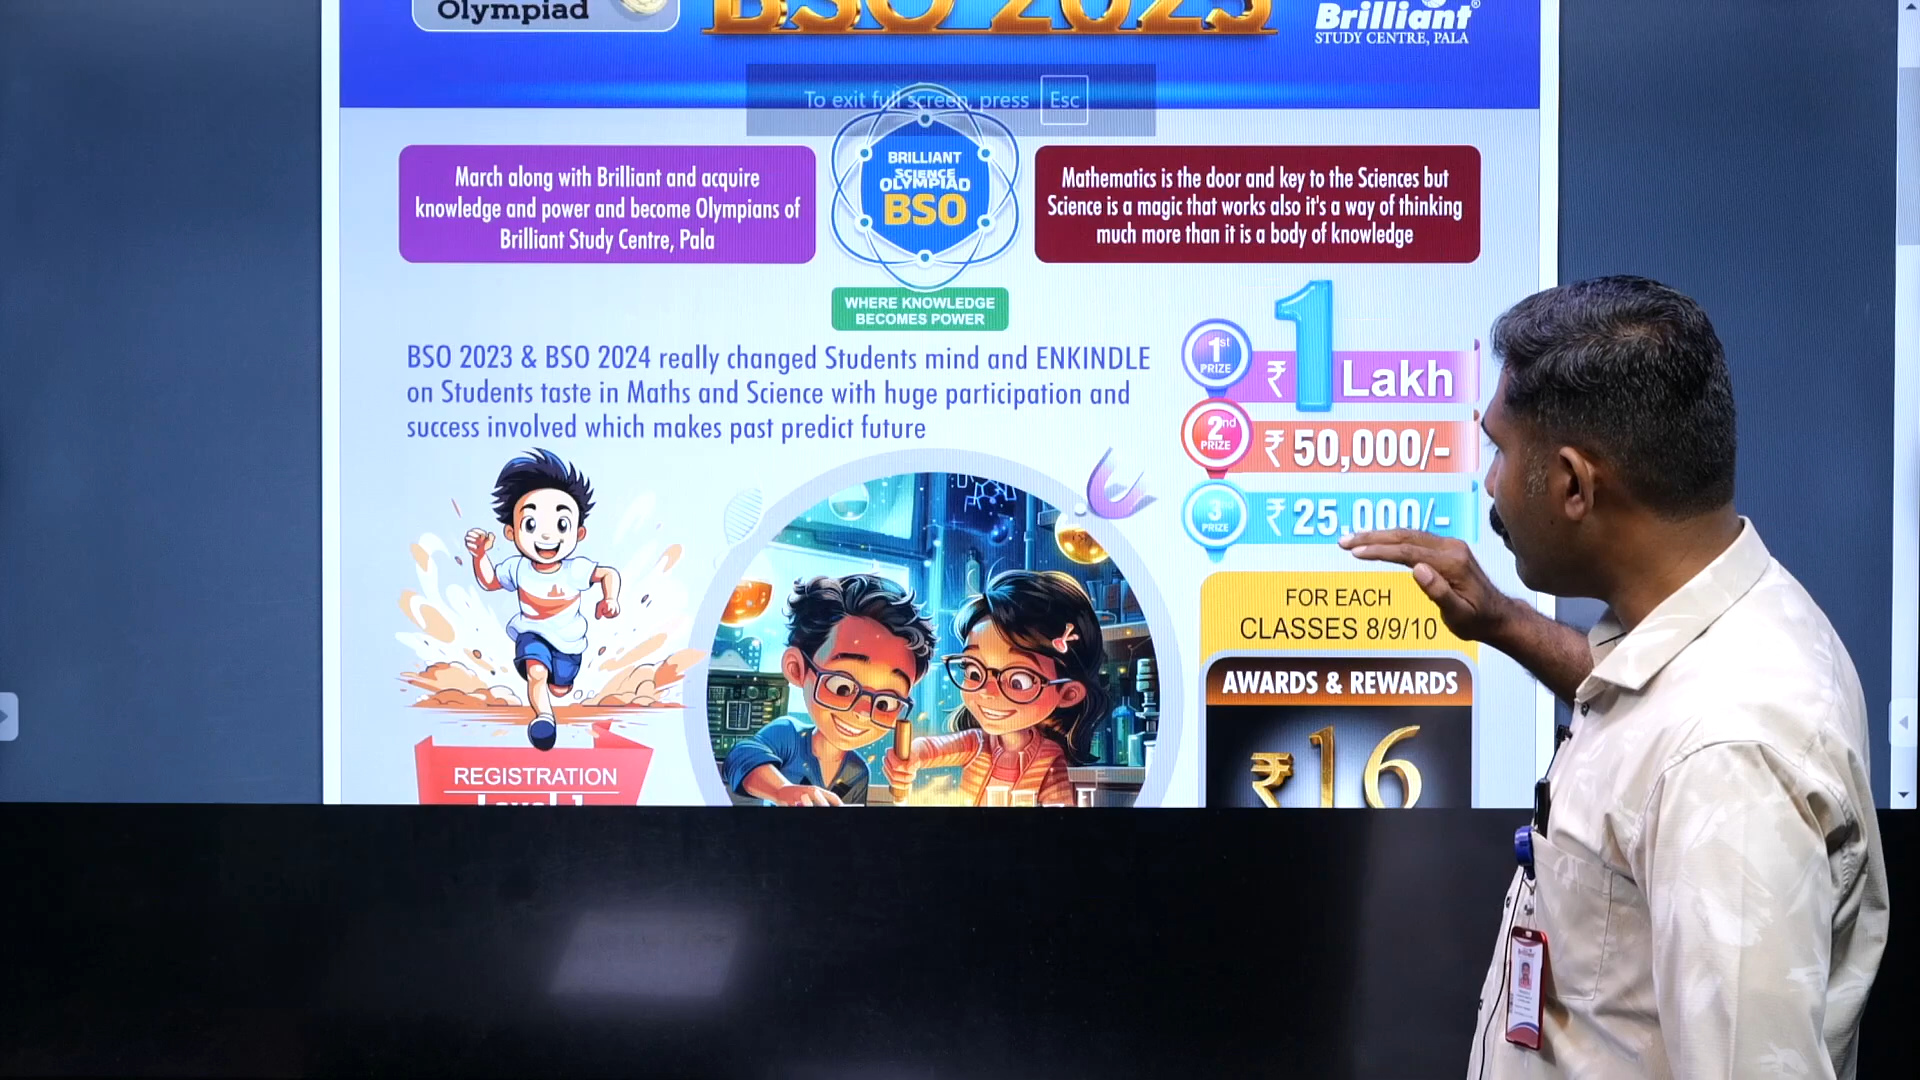 Olympiad
Brilliant®
STUDY CENTRE, PALA
To exit full screen, press Esc
March along with Brilliant and acquire
knowledge and power and become Olympians of
Brilliant Study Centre, Pala
BRILLIANT
SCIENCE
OLYMPIAD
BSO
Mathematics is the door and key to the Sciences but
Science is a magic that works also it's a way of thinking
much more than it is a body of knowledge
WHERE KNOWLEDGE
BECOMES POWER
BSO 2023 & BSO 2024 really changed Students mind and ENKINDLE
on Students taste in Maths and Science with huge participation and
success involved which makes past predict future
1st PRIZE ₹ 1 Lakh
2nd PRIZE ₹ 50,000/-
3 PRIZE ₹ 25,000/-
FOR EACH
CLASSES 8/9/10
AWARDS & REWARDS
₹16
REGISTRATION